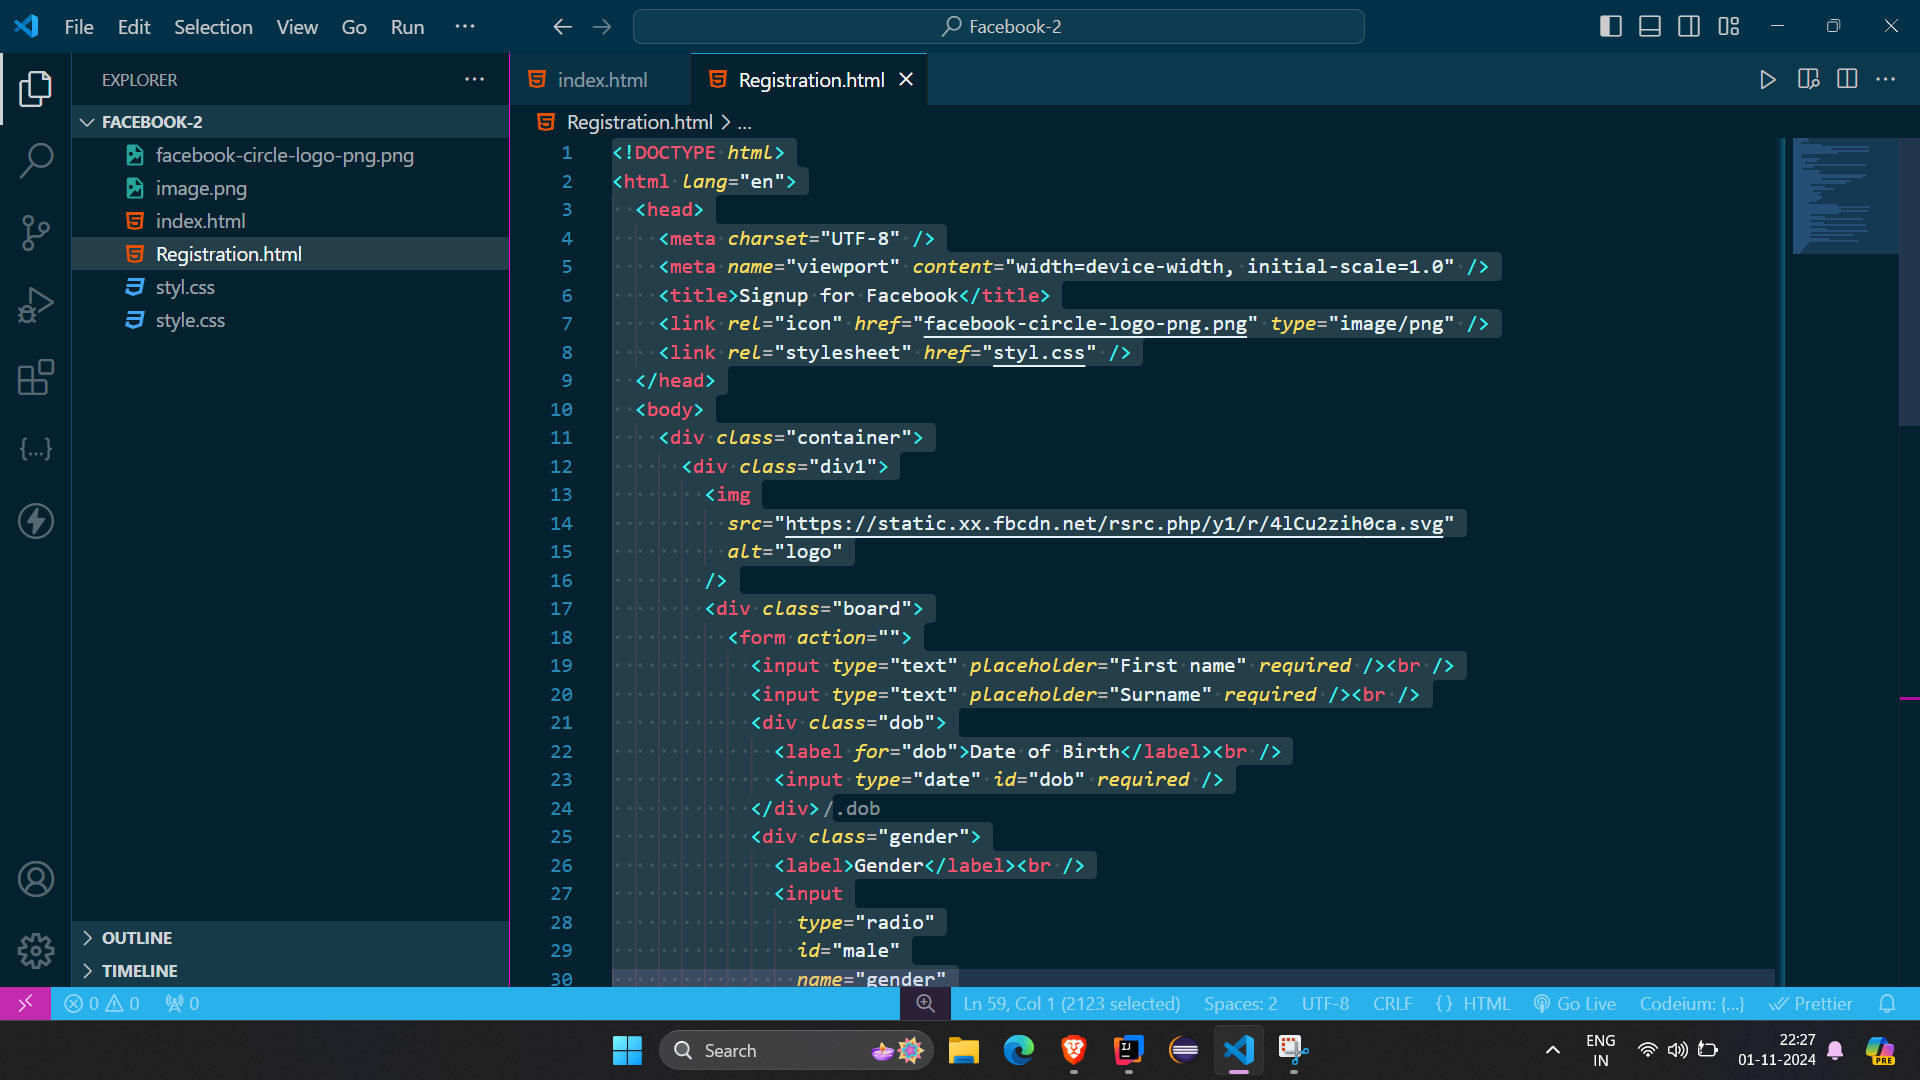 File Edit Selection View Go Run ···
Facebook-2
EXPLORER
FACEBOOK-2
facebook-circle-logo-png.png
image.png
index.html
Registration.html
styl.css
style.css
OUTLINE
TIMELINE
index.html Registration.html
Registration.html > ...
1 <!DOCTYPE html>
2 <html lang="en">
3 <head>
4 <meta charset="UTF-8" />
5 <meta name="viewport" content="width=device-width, initial-scale=1.0" />
6 <title>Signup for Facebook</title>
7 <link rel="icon" href="facebook-circle-logo-png.png" type="image/png" />
8 <link rel="stylesheet" href="styl.css" />
9 </head>
10 <body>
11 <div class="container">
12 <div class="div1">
13 <img
14 src="https://static.xx.fbcdn.net/rsrc.php/y1/r/4lCu2zih0ca.svg"
15 alt="logo"
16 />
17 <div class="board">
18 <form action="">
19 <input type="text" placeholder="First name" required /><br />
20 <input type="text" placeholder="Surname" required /><br />
21 <div class="dob">
22 <label for="dob">Date of Birth</label><br />
23 <input type="date" id="dob" required />
24 </div>/.dob
25 <div class="gender">
26 <label>Gender</label><br />
27 <input
28 type="radio"
29 id="male"
30 name="gender"
0 0 0
Ln 59, Col 1 (2123 selected) Spaces: 2 UTF-8 CRLF {} HTML Go Live Codeium: {...} Prettier
Search
ENG
IN
22:27
01-11-2024
PRE